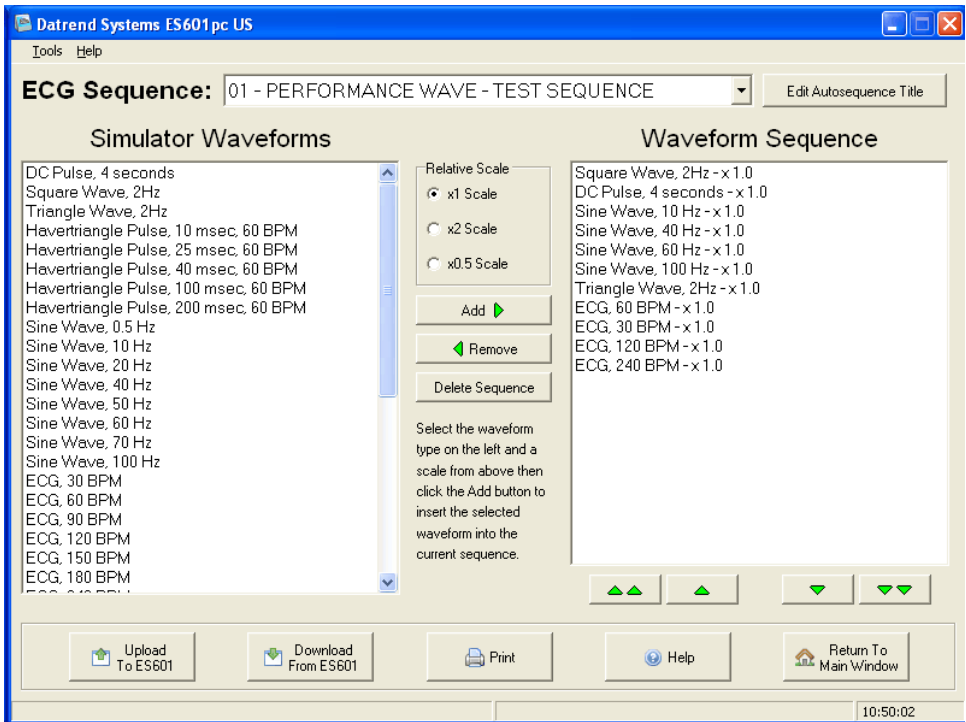 Datrend Systems ES601pc US
Tools Help
ECG Sequence: 01 - PERFORMANCE WAVE - TEST SEQUENCE Edit Autosequence Title
Simulator Waveforms
DC Pulse, 4 seconds
Square Wave, 2Hz
Triangle Wave, 2Hz
Havertriangle Pulse, 10 msec, 60 BPM
Havertriangle Pulse, 25 msec, 60 BPM
Havertriangle Pulse, 40 msec, 60 BPM
Havertriangle Pulse, 100 msec, 60 BPM
Havertriangle Pulse, 200 msec, 60 BPM
Sine Wave, 0.5 Hz
Sine Wave, 10 Hz
Sine Wave, 20 Hz
Sine Wave, 40 Hz
Sine Wave, 50 Hz
Sine Wave, 60 Hz
Sine Wave, 70 Hz
Sine Wave, 100 Hz
ECG, 30 BPM
ECG, 60 BPM
ECG, 90 BPM
ECG, 120 BPM
ECG, 150 BPM
ECG, 180 BPM
Relative Scale
x1 Scale
x2 Scale
x0.5 Scale
Add
Remove
Delete Sequence
Select the waveform
type on the left and a
scale from above then
click the Add button to
insert the selected
waveform into the
current sequence.
Waveform Sequence
Square Wave, 2Hz - x 1.0
DC Pulse, 4 seconds - x 1.0
Sine Wave, 10 Hz - x 1.0
Sine Wave, 40 Hz - x 1.0
Sine Wave, 60 Hz - x 1.0
Sine Wave, 100 Hz - x 1.0
Triangle Wave, 2Hz - x 1.0
ECG, 60 BPM - x 1.0
ECG, 30 BPM - x 1.0
ECG, 120 BPM - x 1.0
ECG, 240 BPM - x 1.0
Upload
To ES601
Download
From ES601
Print
Help
Return To
Main Window
10:50:02